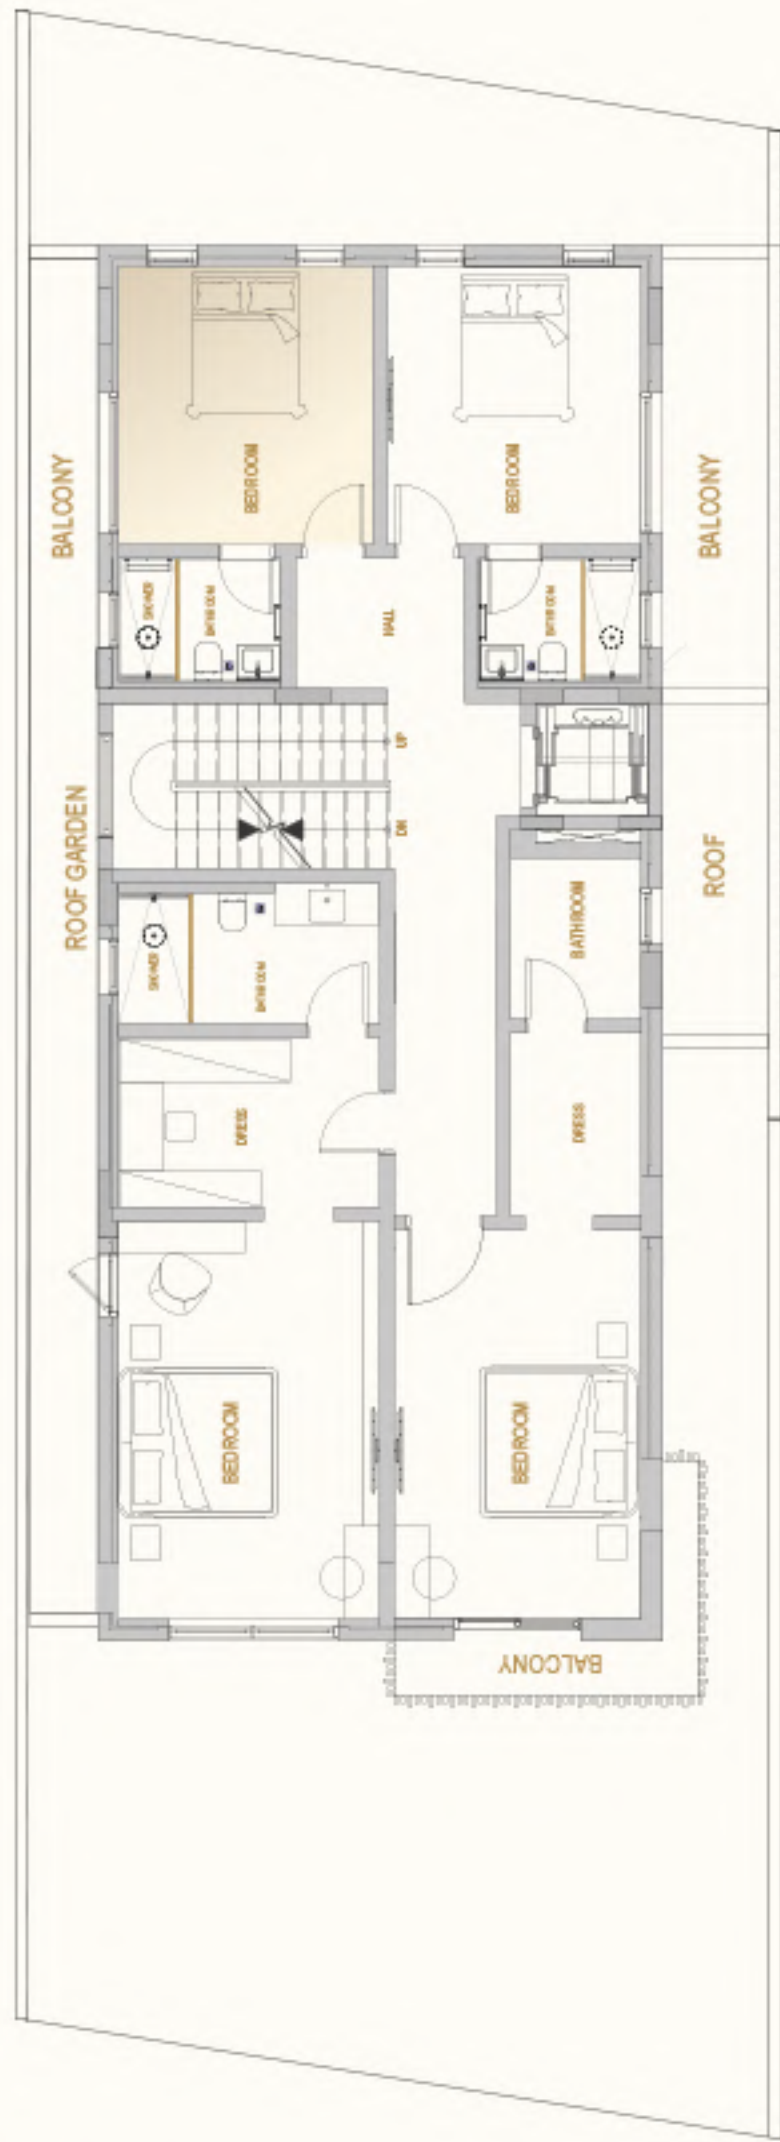 BEDROOM
BEDROOM
BALCONY
BALCONY
SHOWER
BATHROOM
HALL
BATHROOM
UP
DN
ROOF GARDEN
ROOF
SHOWER
BATHROOM
BATHROOM
DRESS
DRESS
BEDROOM
BEDROOM
BALCONY